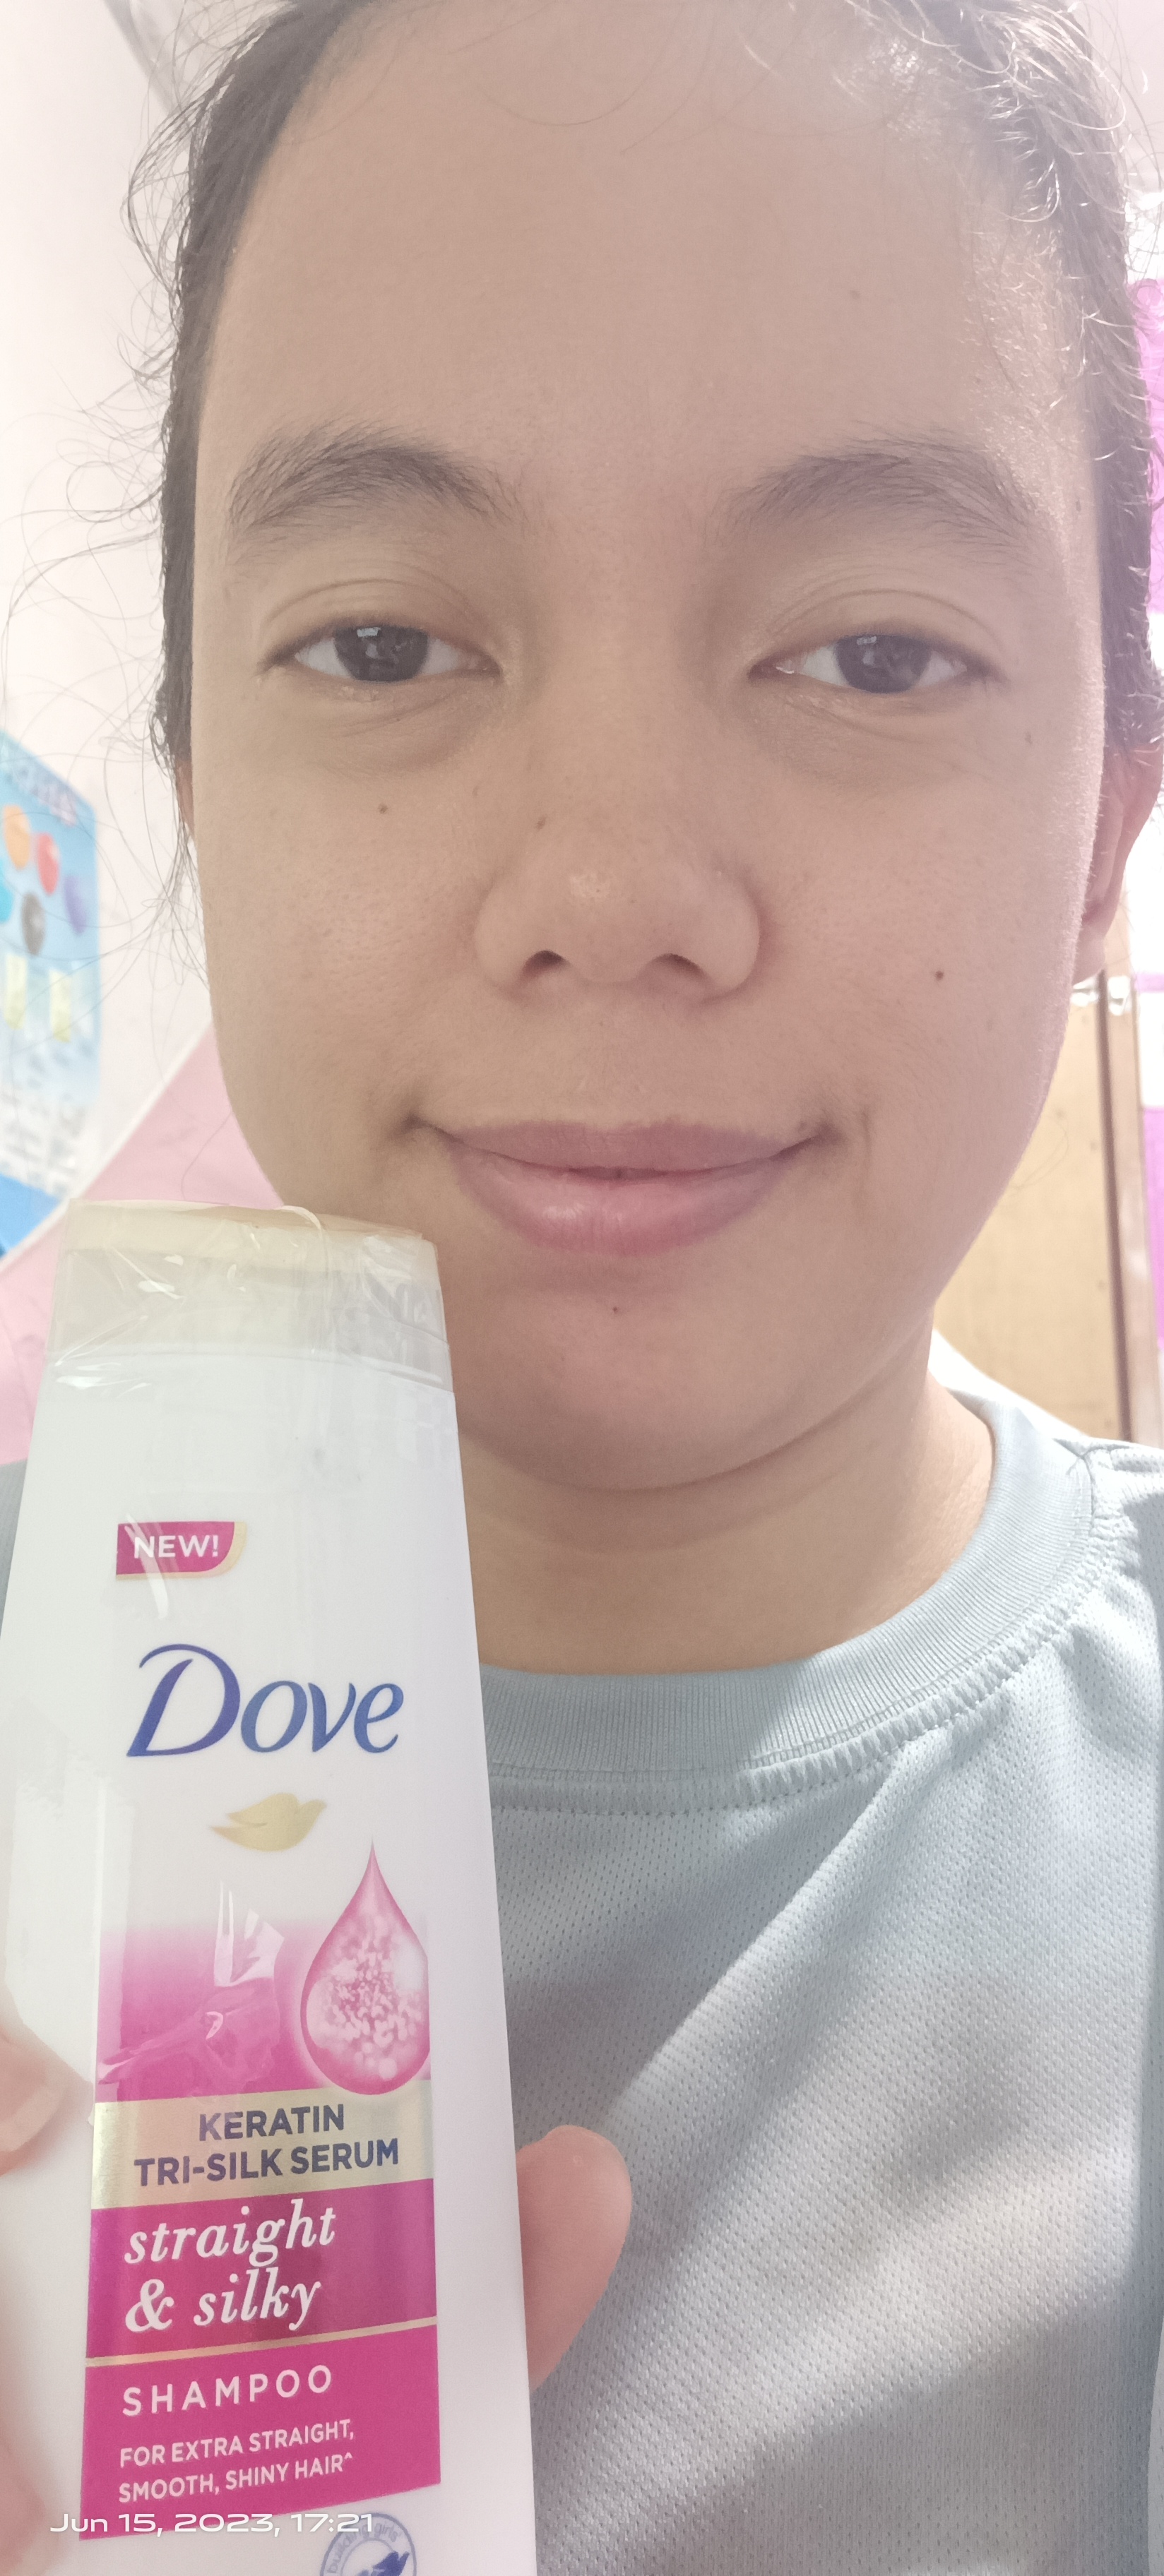 NEW!
Dove
KERATIN
TRI-SILK SERUM
straight
& silky
SHAMPOO
FOR EXTRA STRAIGHT,
SMOOTH, SHINY HAIR^
Jun 15, 2023, 17:21